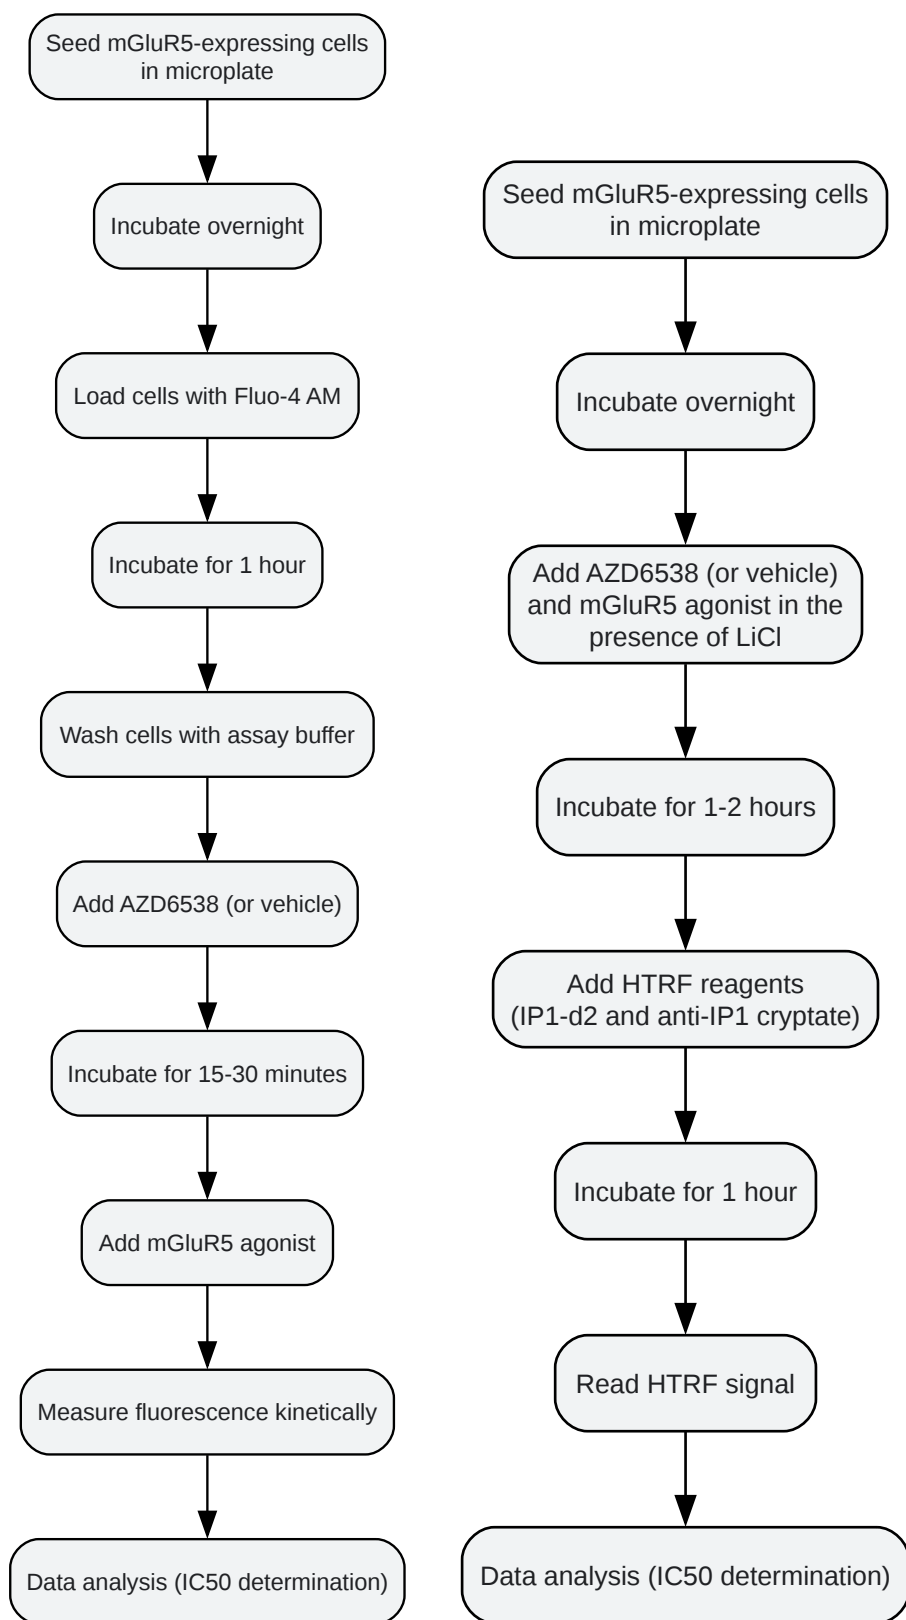 Seed mGluR5-expressing cells
in microplate
Incubate overnight
Load cells with Fluo-4 AM
Incubate for 1 hour
Wash cells with assay buffer
Add AZD6538 (or vehicle)
Incubate for 15-30 minutes
Add mGluR5 agonist
Measure fluorescence kinetically
Data analysis (IC50 determination)
Seed mGluR5-expressing cells
in microplate
Incubate overnight
Add AZD6538 (or vehicle)
and mGluR5 agonist in the
presence of LiCl
Incubate for 1-2 hours
Add HTRF reagents
(IP1-d2 and anti-IP1 cryptate)
Incubate for 1 hour
Read HTRF signal
Data analysis (IC50 determination)